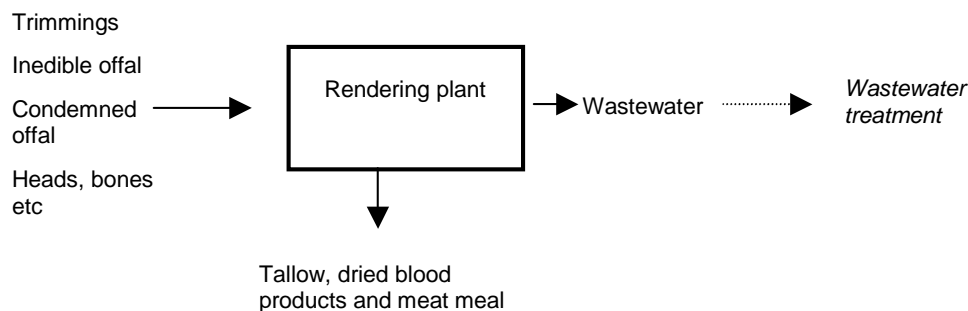 Trimmings
Inedible offal
Condemned
offal
Heads, bones
etc
Rendering plant
Wastewater
Wastewater
treatment
Tallow, dried blood
products and meat meal